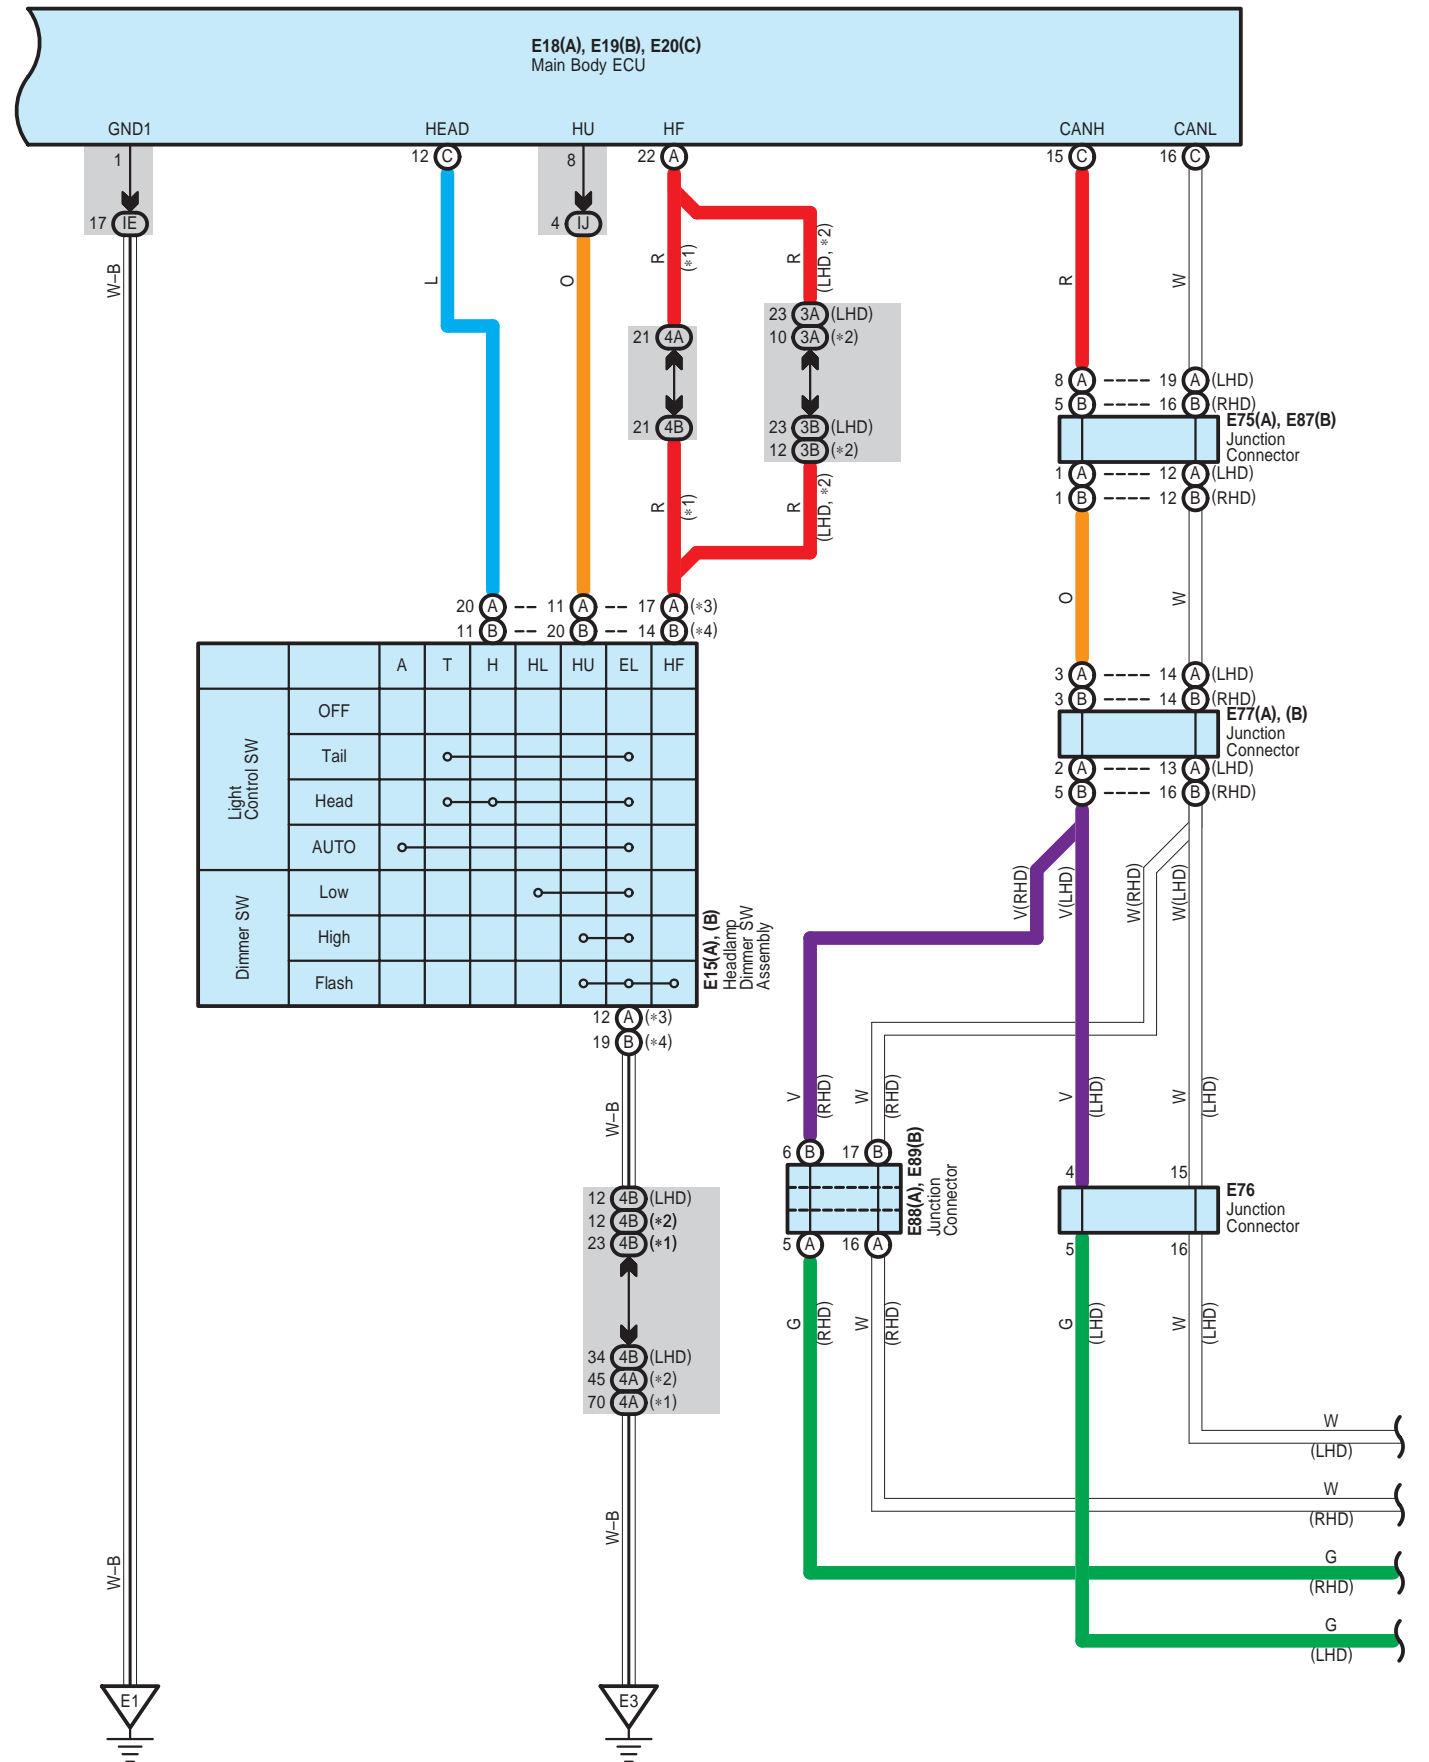 E18(A), E19(B), E20(C)
Main Body ECU
GND1 HEAD HU HF CANH CANL
1 12 C 8 22 A 15 C 16 C
17 IE 4 IJ
W–B L O R (∗1) R (LHD, ∗2) R W
23 3A (LHD)
21 4A 10 3A (∗2)
8 A 19 A (LHD)
5 B 16 B (RHD)
E75(A), E87(B)
Junction
Connector
21 4B 23 3B (LHD)
12 3B (∗2)
1 A 12 A (LHD)
1 B 12 B (RHD)
R (∗1) R (LHD, ∗2)
O W
20 A 11 A 17 A (∗3)
11 B 20 B 14 B (∗4)
A T H HL HU EL HF
Light
Control SW
OFF
Tail
Head
AUTO
Dimmer SW
Low
High
Flash
E15(A), (B)
Headlamp
Dimmer SW
Assembly
3 A 14 A (LHD)
3 B 14 B (RHD)
E77(A), (B)
Junction
Connector
2 A 13 A (LHD)
5 B 16 B (RHD)
V(RHD) V(LHD) W(RHD) W(LHD)
12 A (∗3)
19 B (∗4)
W–B
V (RHD) W (RHD) V (LHD) W (LHD)
6 B 17 B
E88(A), E89(B)
Junction
Connector
5 A 16 A
4 15
E76
Junction
Connector
5 16
12 4B (LHD)
12 4B (∗2)
23 4B (∗1)
34 4B (LHD)
45 4A (∗2)
70 4A (∗1)
G (RHD) W (RHD) G (LHD) W (LHD)
W
(LHD)
W
(RHD)
G
(RHD)
G
(LHD)
W–B W–B
E1 E3